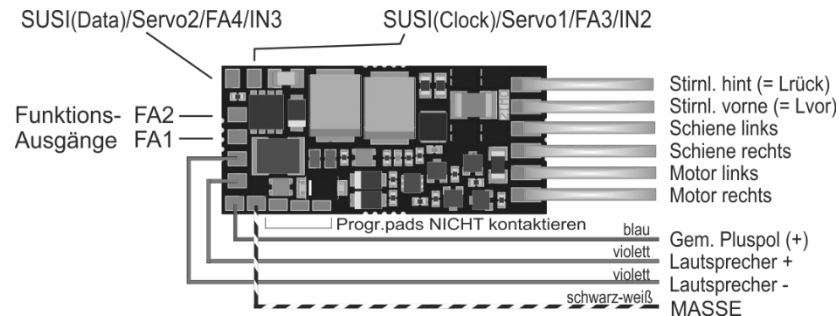 SUSI(Data)/Servo2/FA4/IN3
SUSI(Clock)/Servo1/FA3/IN2
Stirnl. hint (= Lrück)
Stirnl. vorne (= Lvor)
Schiene links
Schiene rechts
Motor links
Motor rechts
Funktions- FA2
Ausgänge FA1
Progr.pads NICHT kontaktieren
blau Gem. Pluspol (+)
violett Lautsprecher +
violett Lautsprecher -
schwarz-weiß MASSE